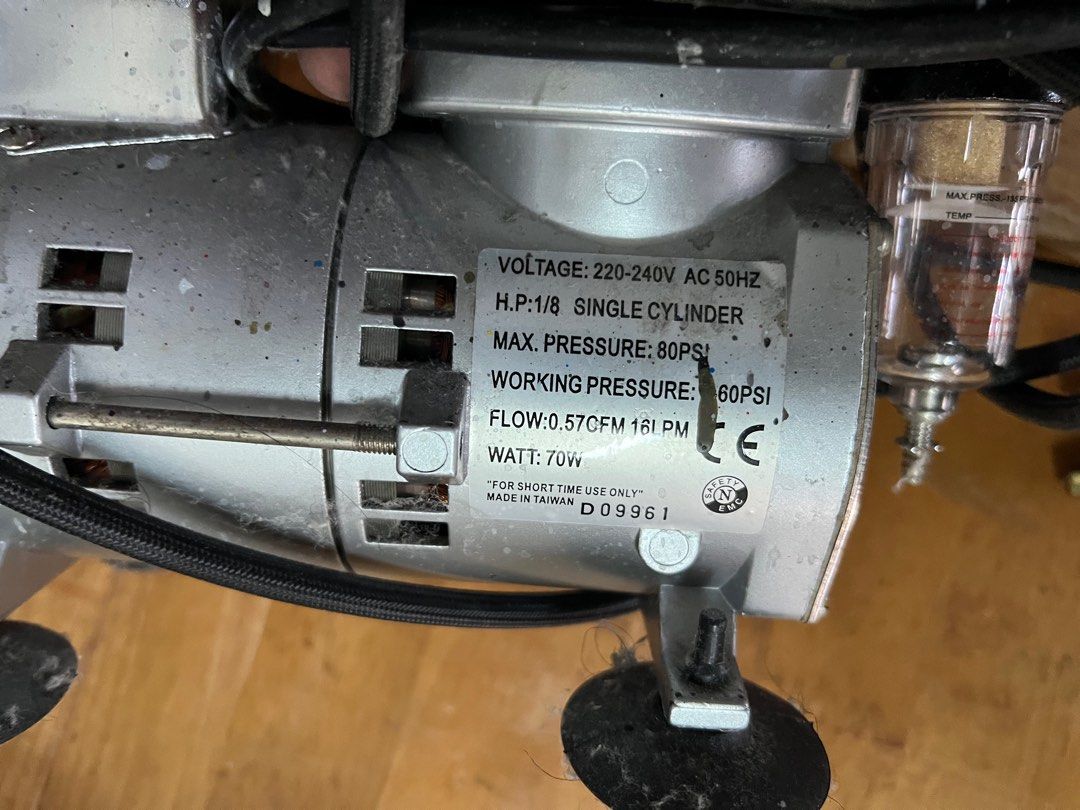 MAX. PRESS.
TEMP
VOLTAGE: 220-240V AC 50HZ
H.P:1/8 SINGLE CYLINDER
MAX. PRESSURE: 80PSI
WORKING PRESSURE: 60PSI
FLOW:0.57CFM 16LPM
CE
WATT: 70W
"FOR SHORT TIME USE ONLY"
MADE IN TAIWAN D09961
SAFETY
N
EMC